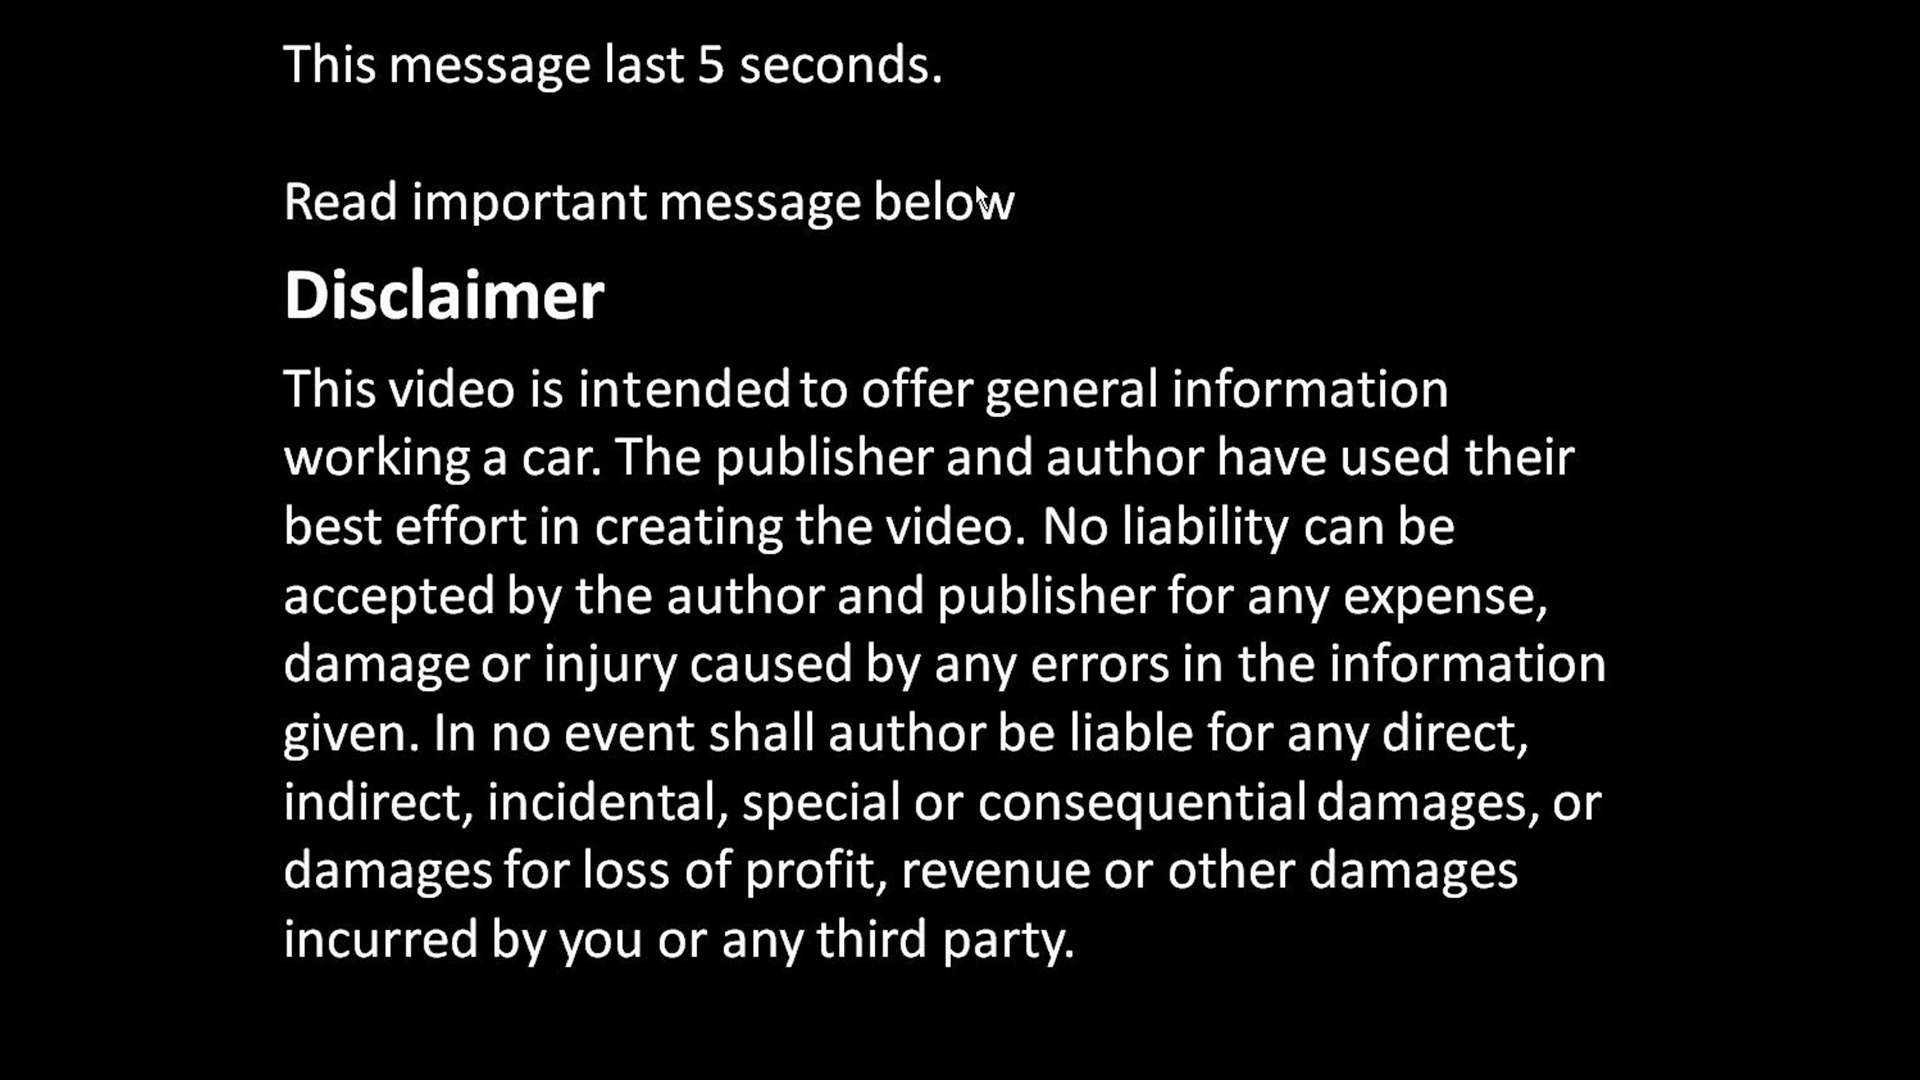 This message last 5 seconds.
Read important message below
Disclaimer
This video is intended to offer general information
working a car. The publisher and author have used their
best effort in creating the video. No liability can be
accepted by the author and publisher for any expense,
damage or injury caused by any errors in the information
given. In no event shall author be liable for any direct,
indirect, incidental, special or consequential damages, or
damages for loss of profit, revenue or other damages
incurred by you or any third party.